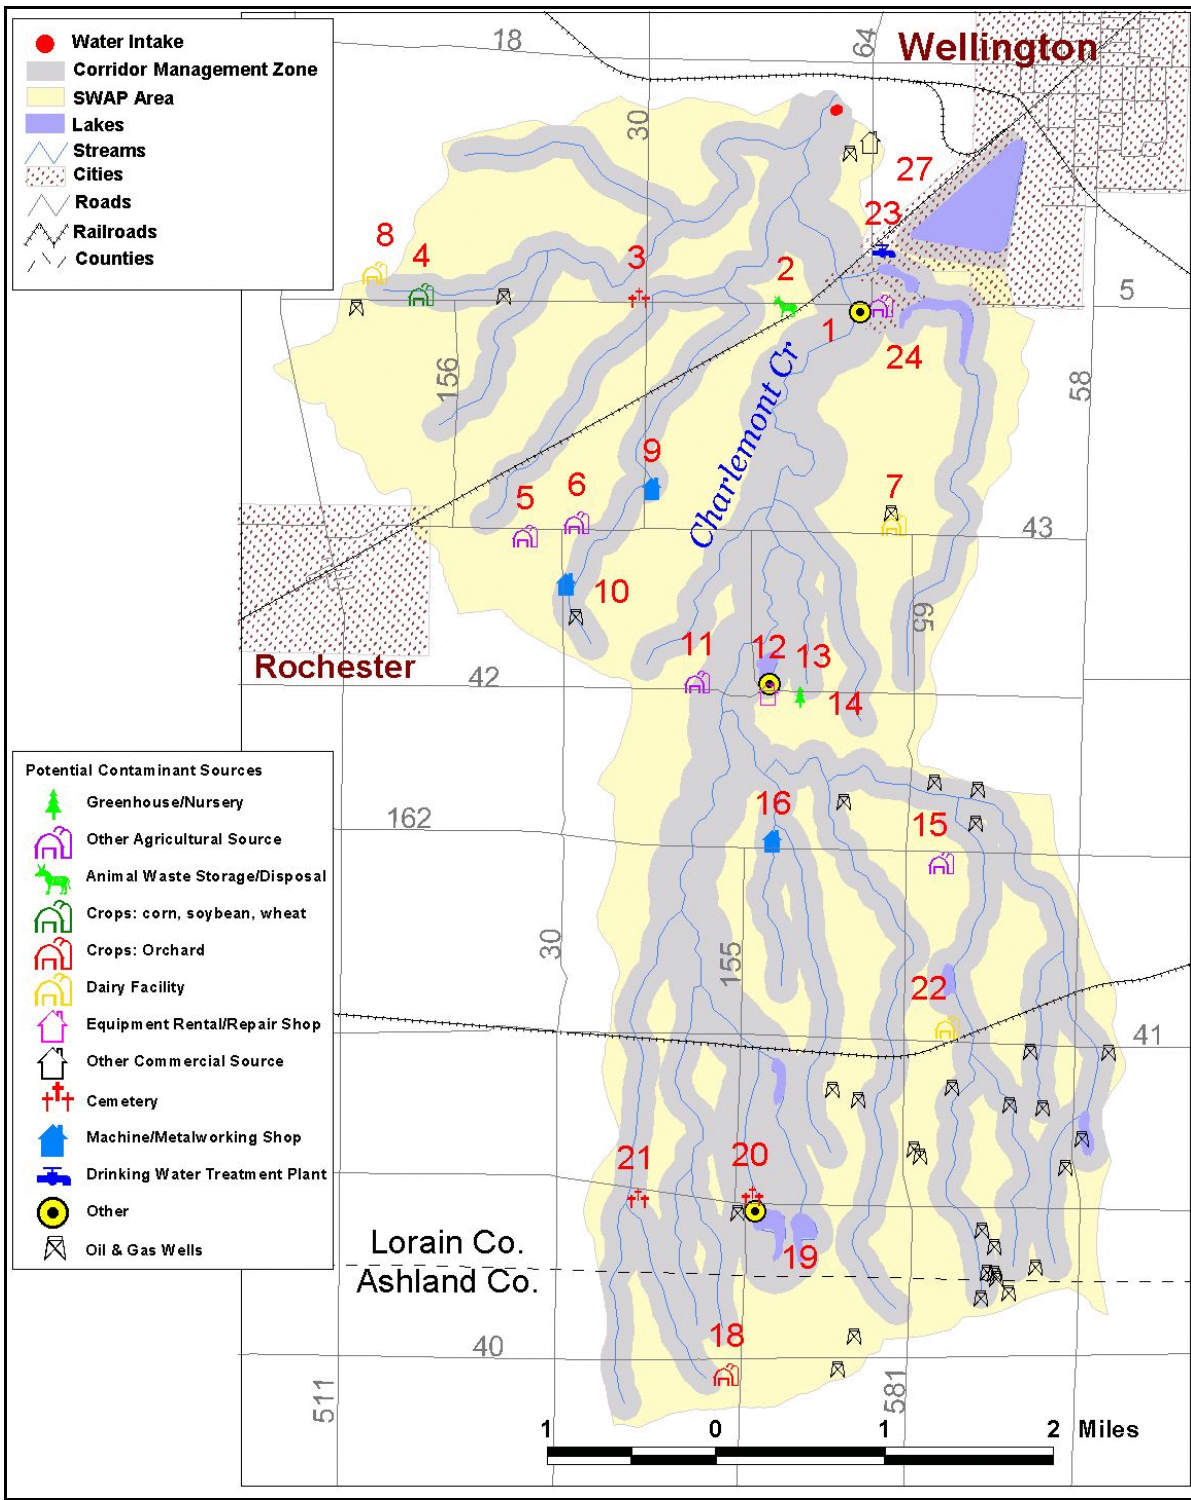 Water Intake
Corridor Management Zone
SWAP Area
Lakes
Streams
Cities
Roads
Railroads
Counties
18
64
Wellington
30
27
23
8
4
3
2
5
1
24
156
58
Charlemont Cr
9
7
5
6
43
10
65
Rochester
11
12
13
42
14
Potential Contaminant Sources
Greenhouse/Nursery
Other Agricultural Source
Animal Waste Storage/Disposal
Crops: corn, soybean, wheat
Crops: Orchard
Dairy Facility
Equipment Rental/Repair Shop
Other Commercial Source
Cemetery
Machine/Metalworking Shop
Drinking Water Treatment Plant
Other
Oil & Gas Wells
16
162
15
30
155
22
41
21
20
Lorain Co.
19
Ashland Co.
18
40
511
581
1 0 1 2 Miles